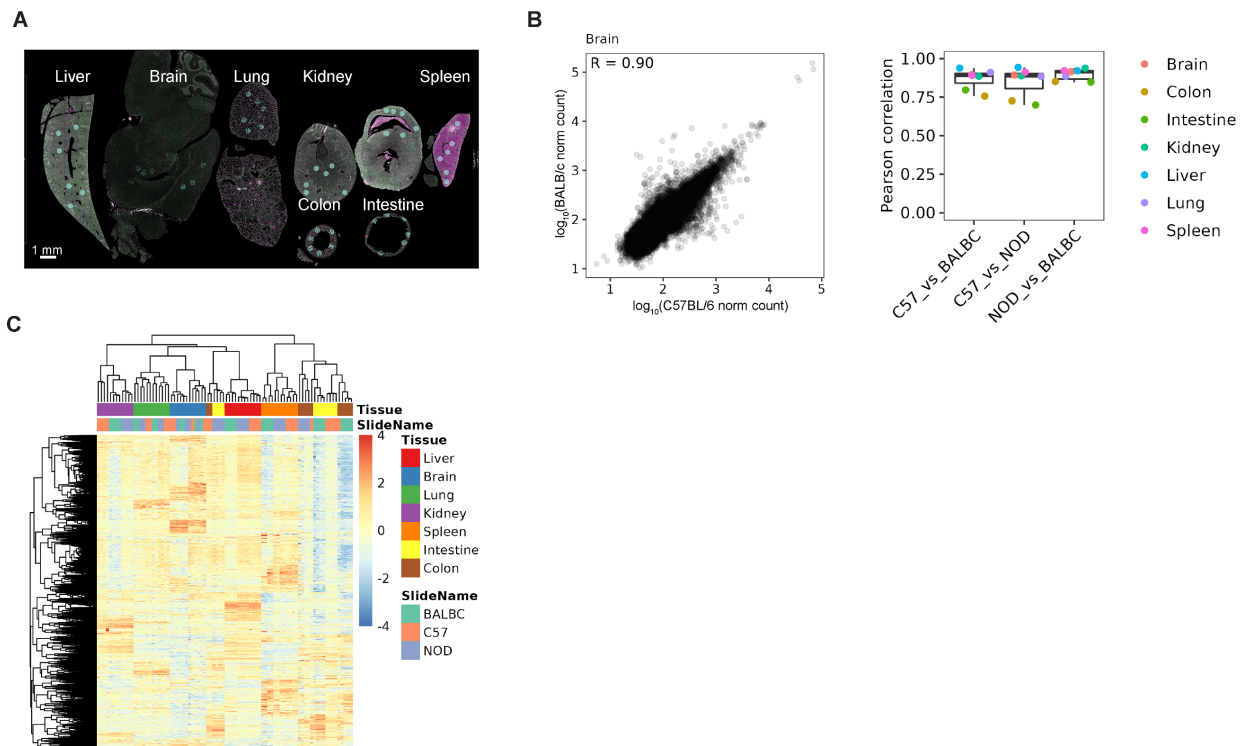 A
Liver Brain Lung Kidney Spleen
Colon Intestine
1 mm
B
Brain
R = 0.90
5
4
3
2
1
log10(BALB/c norm count)
1 2 3 4 5
log10(C57BL/6 norm count)
1.00
0.75
0.50
0.25
0.00
Pearson correlation
C57_vs_BALBC
C57_vs_NOD
NOD_vs_BALBC
Brain
Colon
Intestine
Kidney
Liver
Lung
Spleen
C
Tissue
SlideName
4
2
0
-2
-4
Tissue
Liver
Brain
Lung
Kidney
Spleen
Intestine
Colon
SlideName
BALBC
C57
NOD